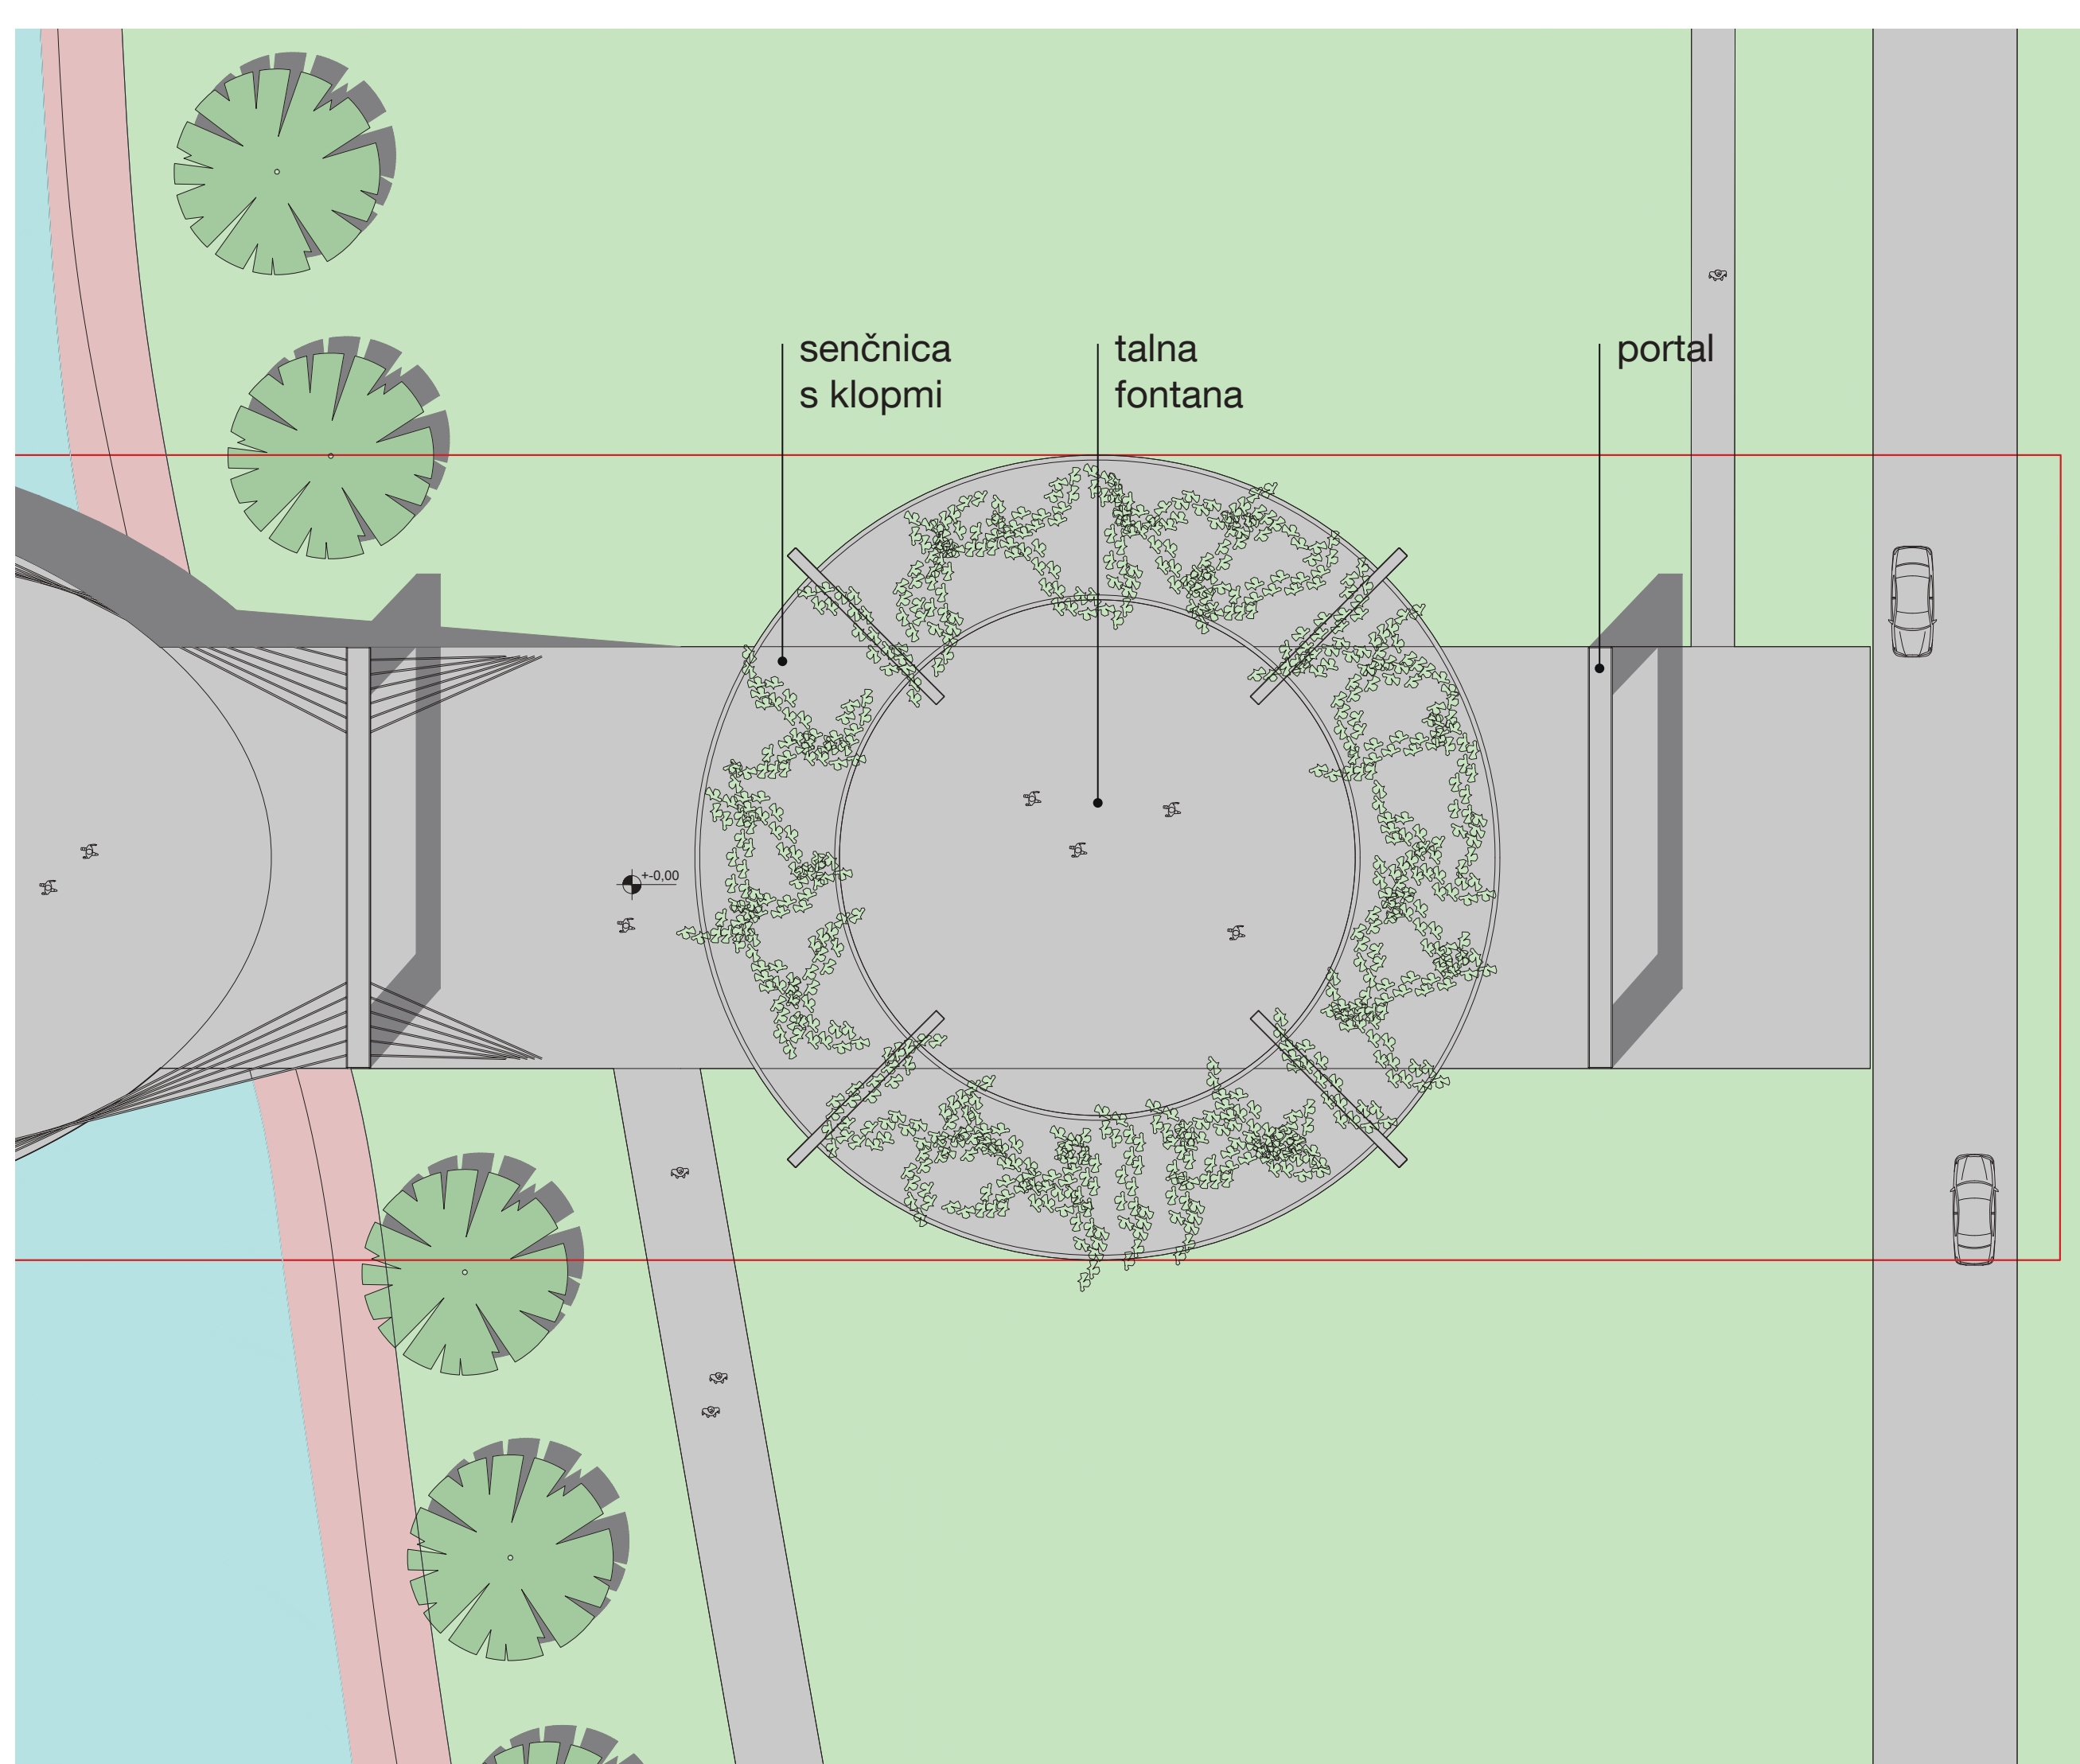 senčnica
s klopmi
talna
fontana
portal
+-0,00